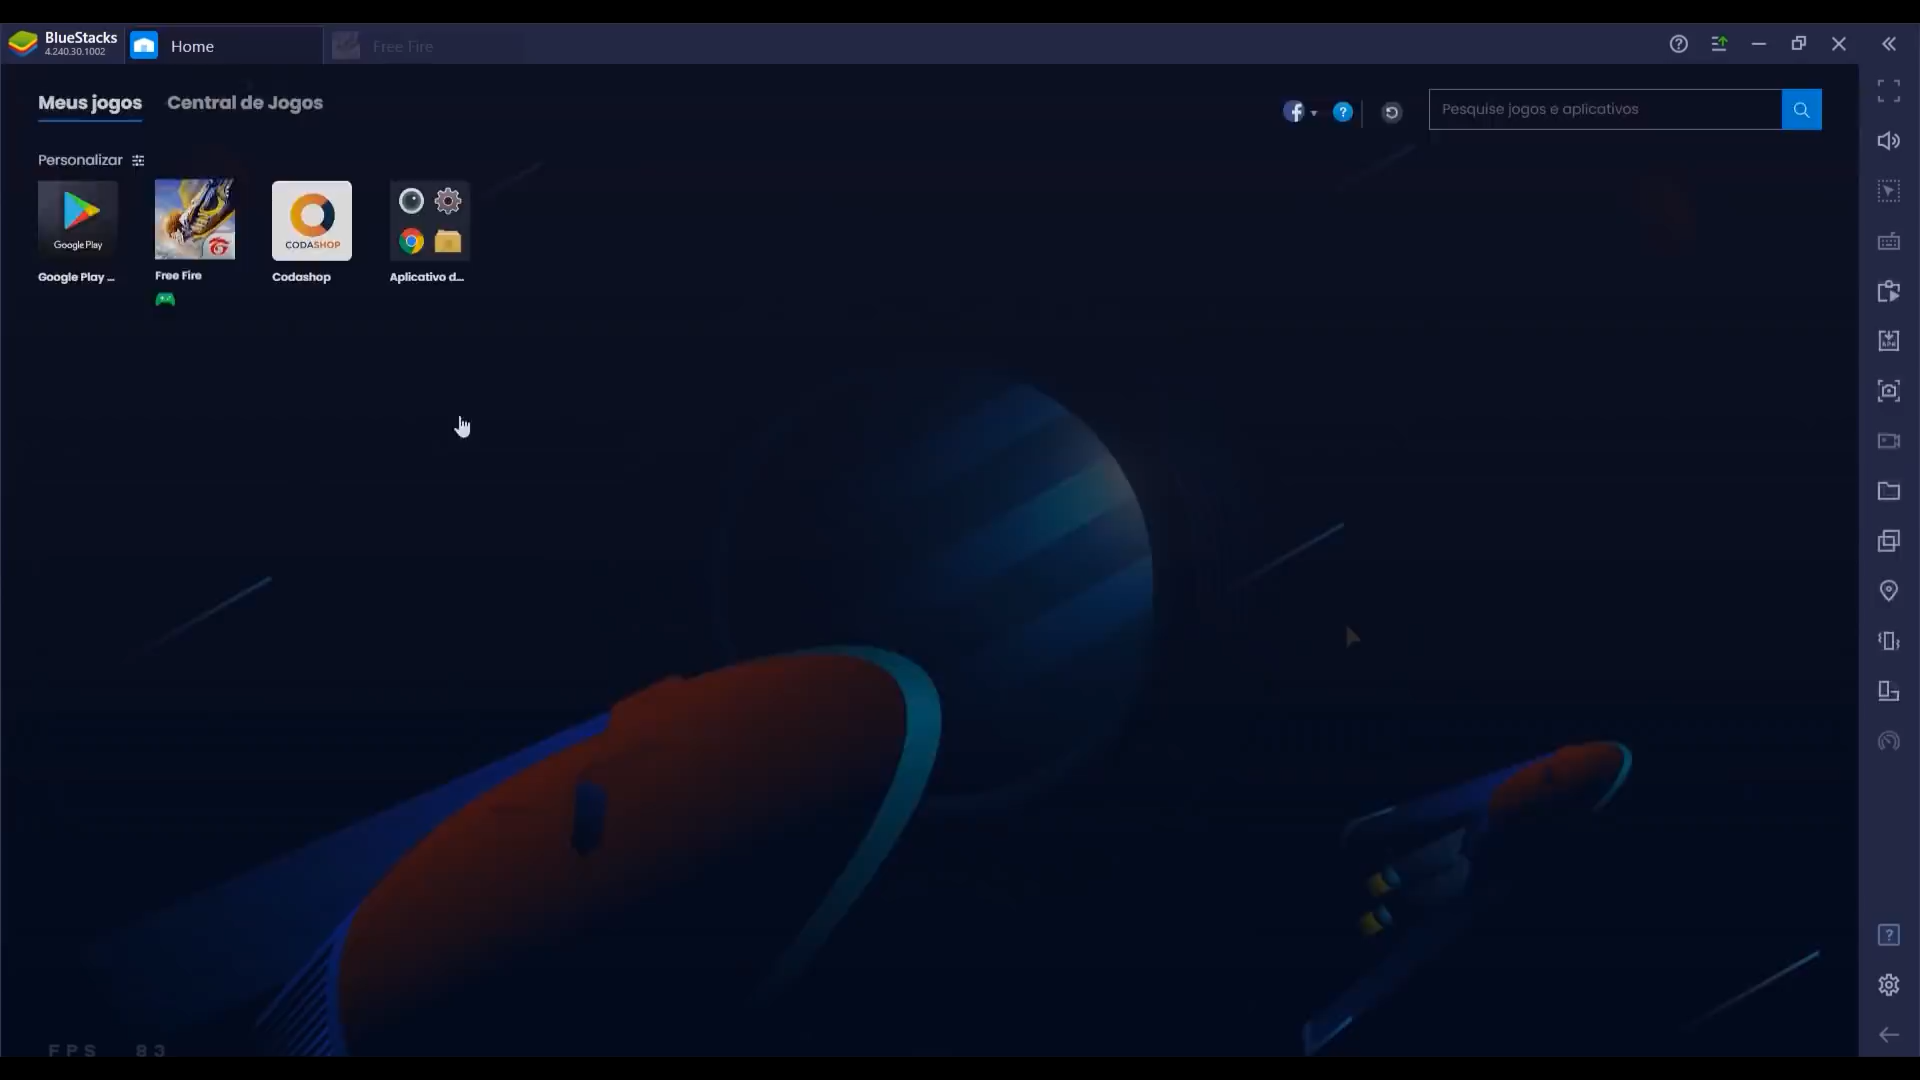 BlueStacks
4.240.30.1002
Home
Free Fire
Meus jogos
Central de Jogos
Pesquise jogos e aplicativos
Personalizar
Google Play
CODASHOP
Google Play ...
Free Fire
Codashop
Aplicativo d...
FPS 83